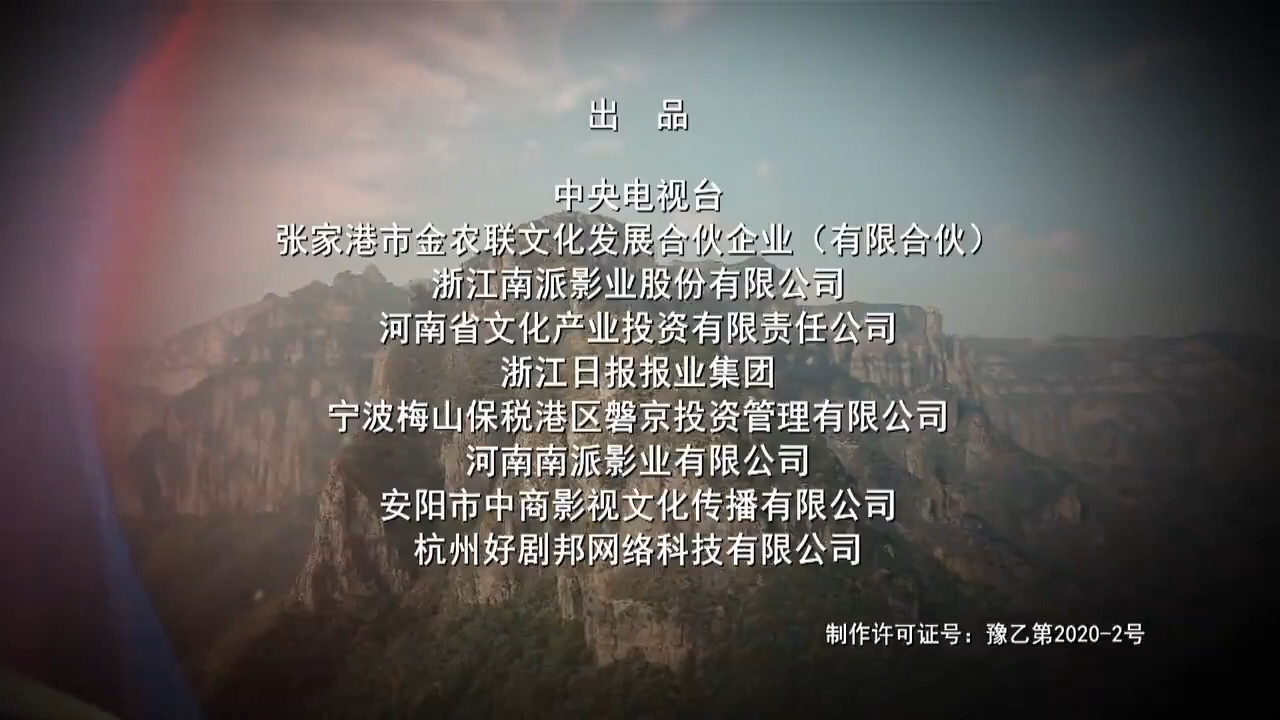 出　品
中央电视台
张家港市金农联文化发展合伙企业（有限合伙）
浙江南派影业股份有限公司
河南省文化产业投资有限责任公司
浙江日报报业集团
宁波梅山保税港区磐京投资管理有限公司
河南南派影业有限公司
安阳市中商影视文化传播有限公司
杭州好剧邦网络科技有限公司
制作许可证号：豫乙第2020-2号